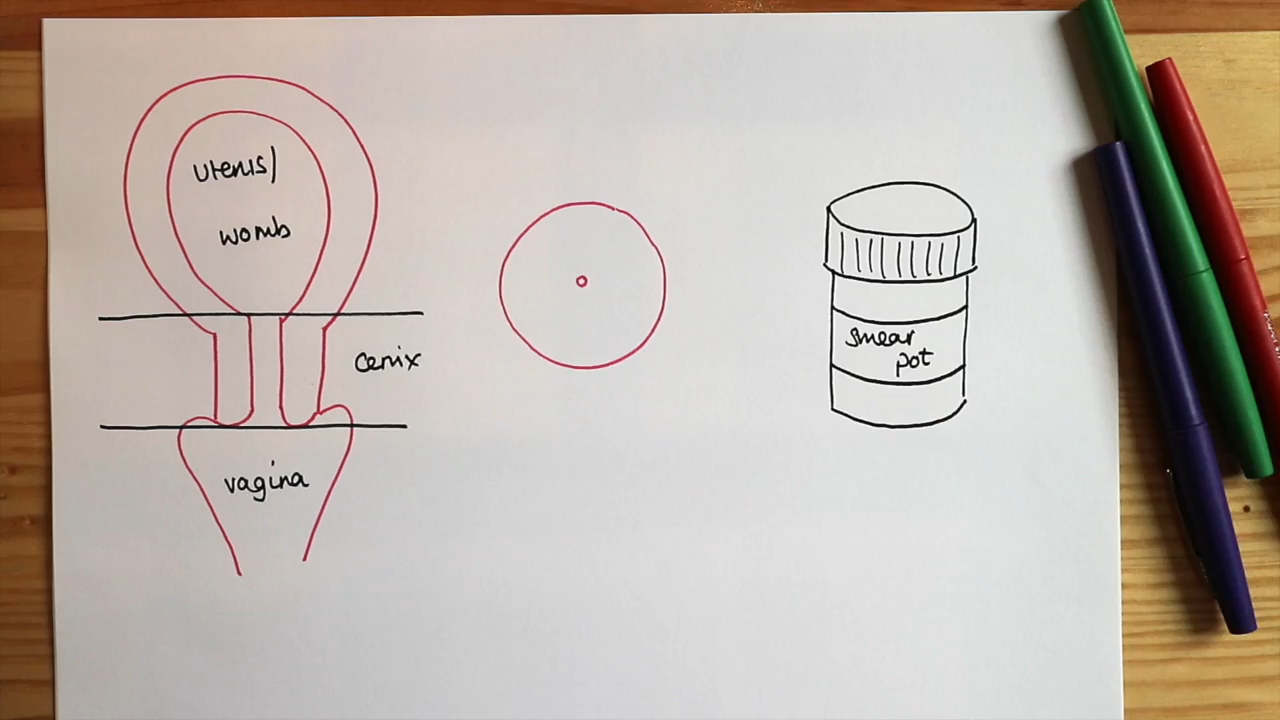 uterus/
womb
cervix
vagina
smear
pot